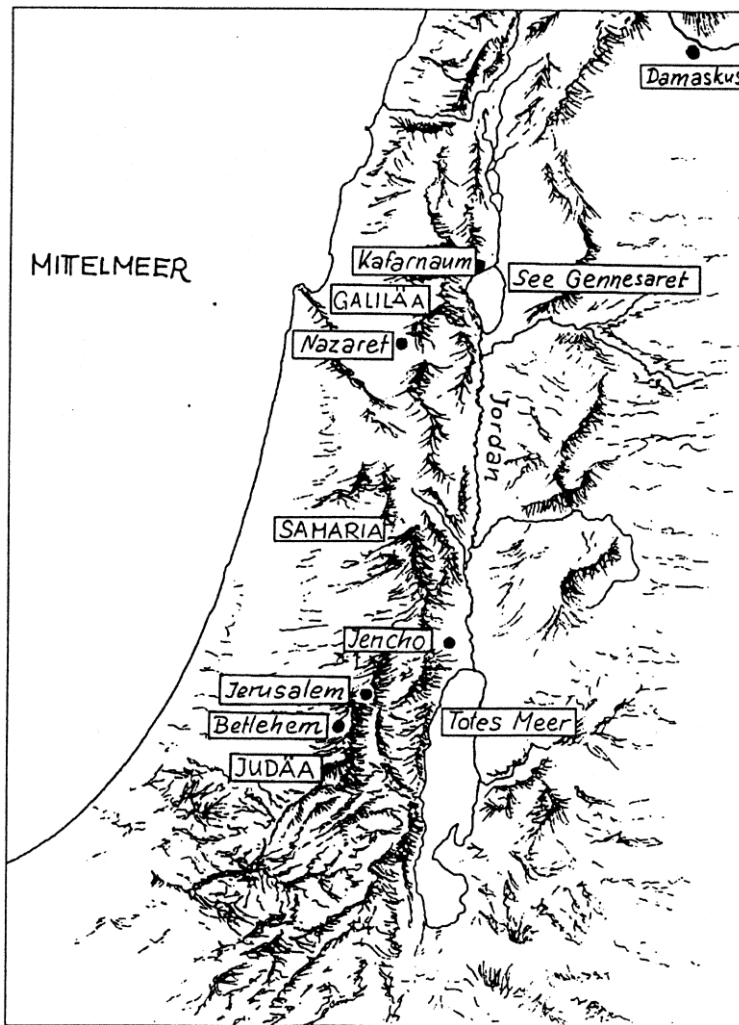 Damaskus
MITTELMEER
Kafarnaum
See Gennesaret
GALILÄA
Nazaret
Jordan
SAMARIA
Jericho
Jerusalem
Betlehem
Totes Meer
JUDÄA